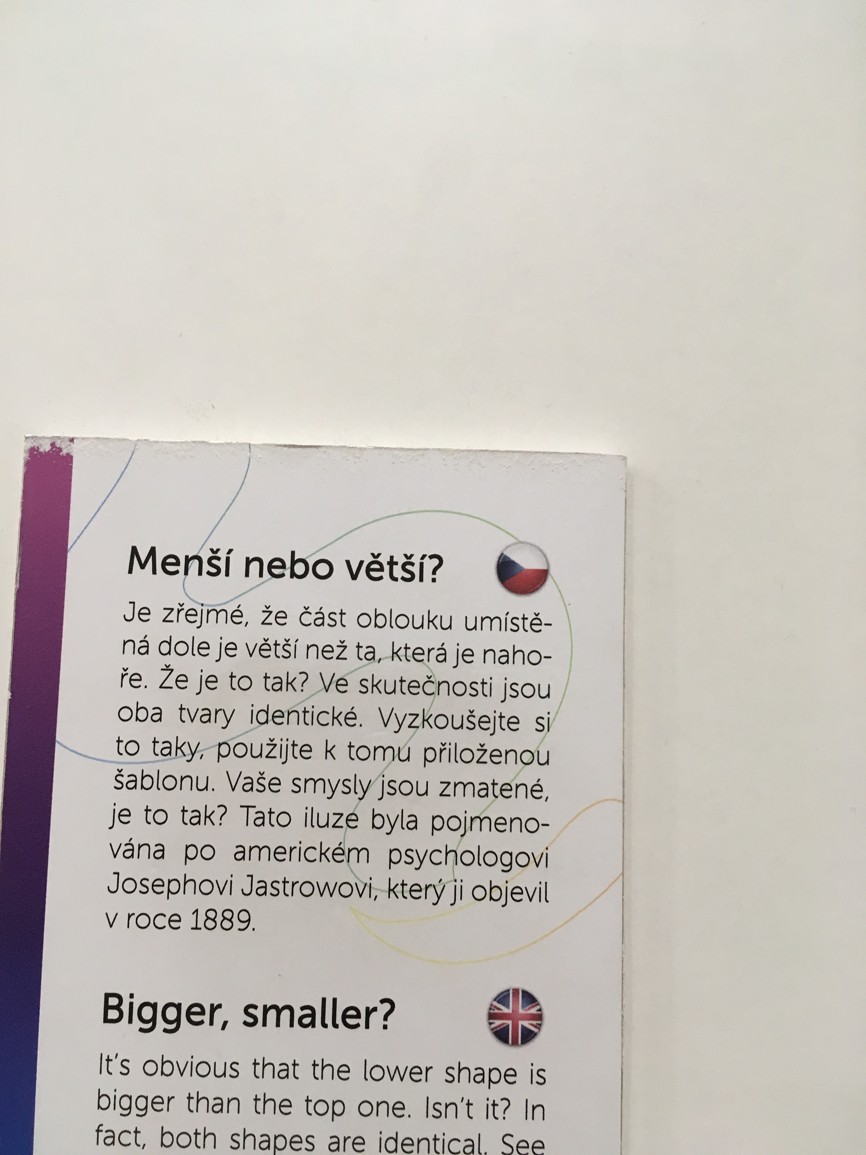 Menší nebo větší?
Je zřejmé, že část oblouku umístě-
ná dole je větší než ta, která je naho-
ře. Že je to tak? Ve skutečnosti jsou
oba tvary identické. Vyzkoušejte si
to taky, použijte k tomu přiloženou
šablonu. Vaše smysly jsou zmatené,
je to tak? Tato iluze byla pojmeno-
vána po americkém psychologovi
Josephovi Jastrowovi, který ji objevil
v roce 1889.
Bigger, smaller?
It's obvious that the lower shape is
bigger than the top one. Isn't it? In
fact, both shapes are identical. See